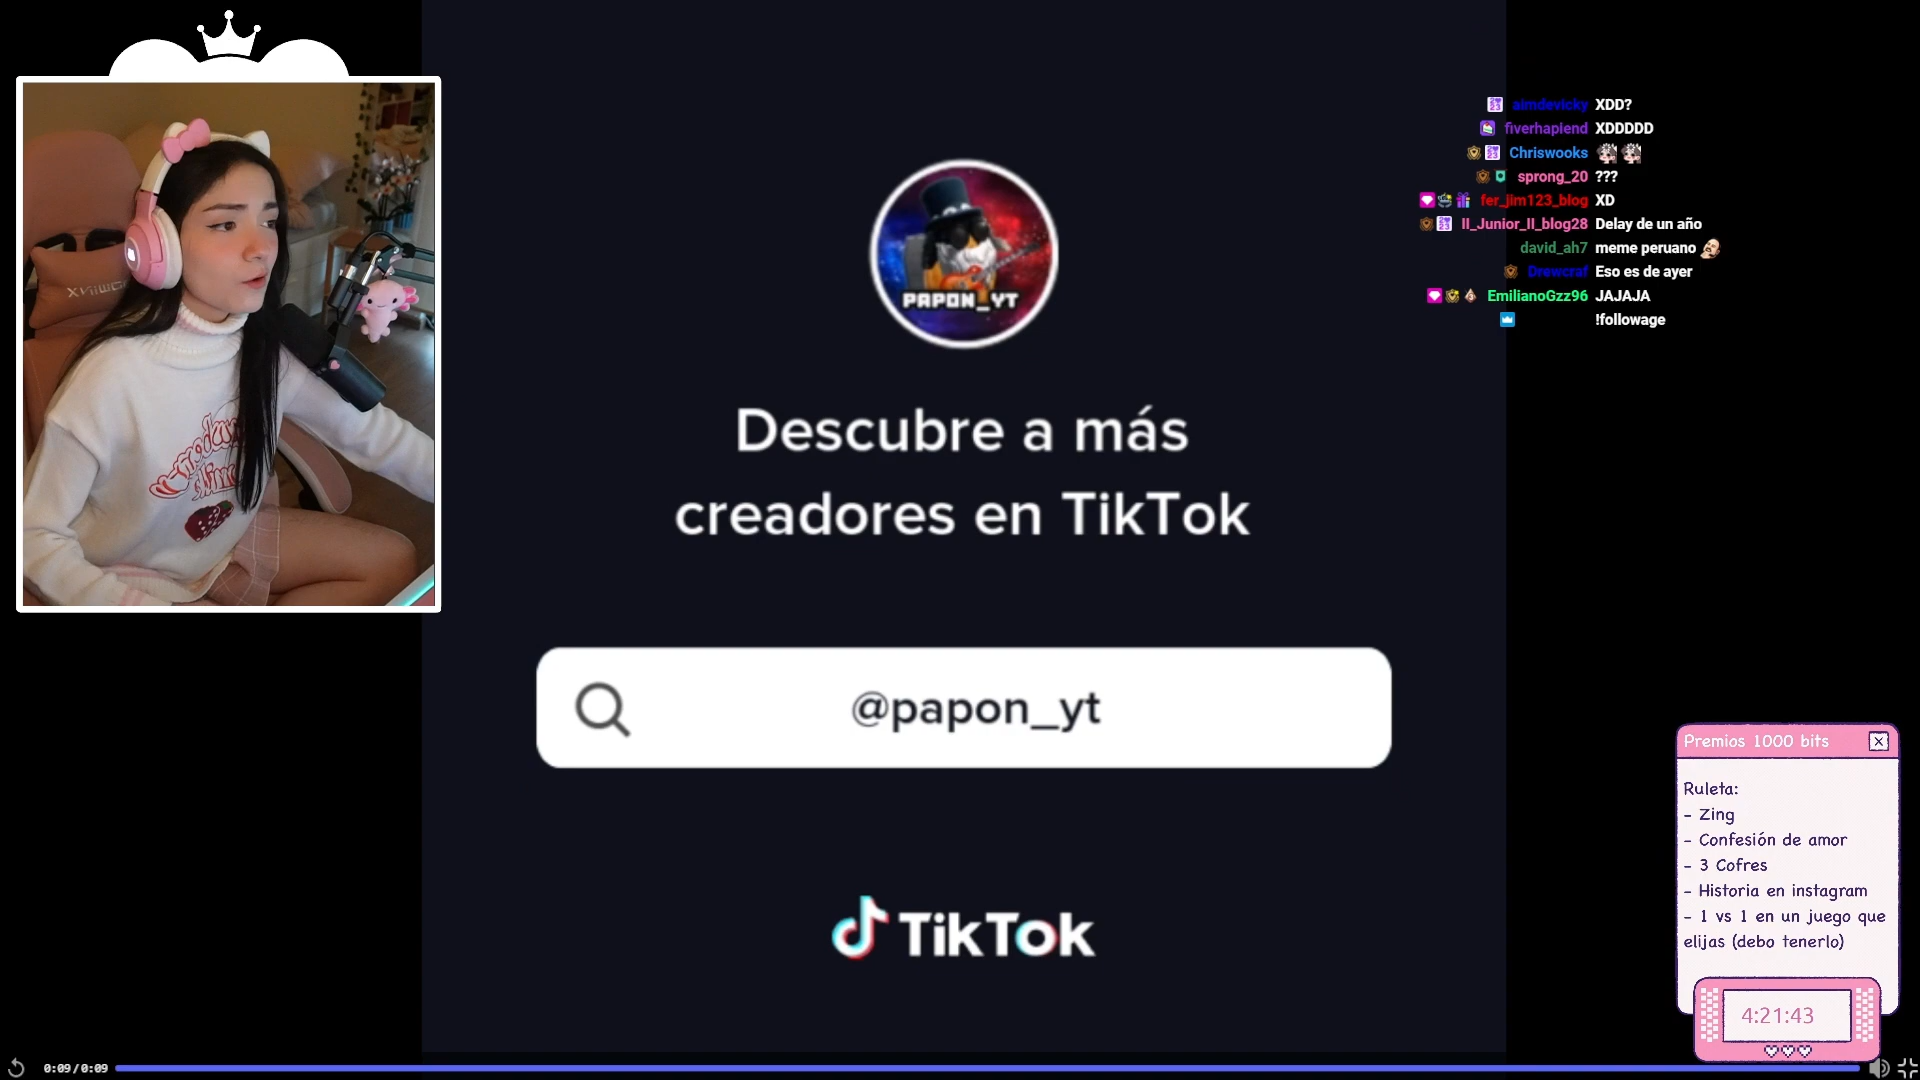 PAPON_YT
Descubre a más
creadores en TikTok
@papon_yt
TikTok
aimdevicky XDD?
fiverhaplend XDDDDD
Chriswooks
sprong_20 ???
fer_jim123_blog XD
II_Junior_II_blog28 Delay de un año
david_ah7 meme peruano
Drewcraf Eso es de ayer
EmilianoGzz96 JAJAJA
!followage
Premios 1000 bits
Ruleta:
- Zing
- Confesión de amor
- 3 Cofres
- Historia en instagram
- 1 vs 1 en un juego que
elijas (debo tenerlo)
4:21:43
0:09/0:09